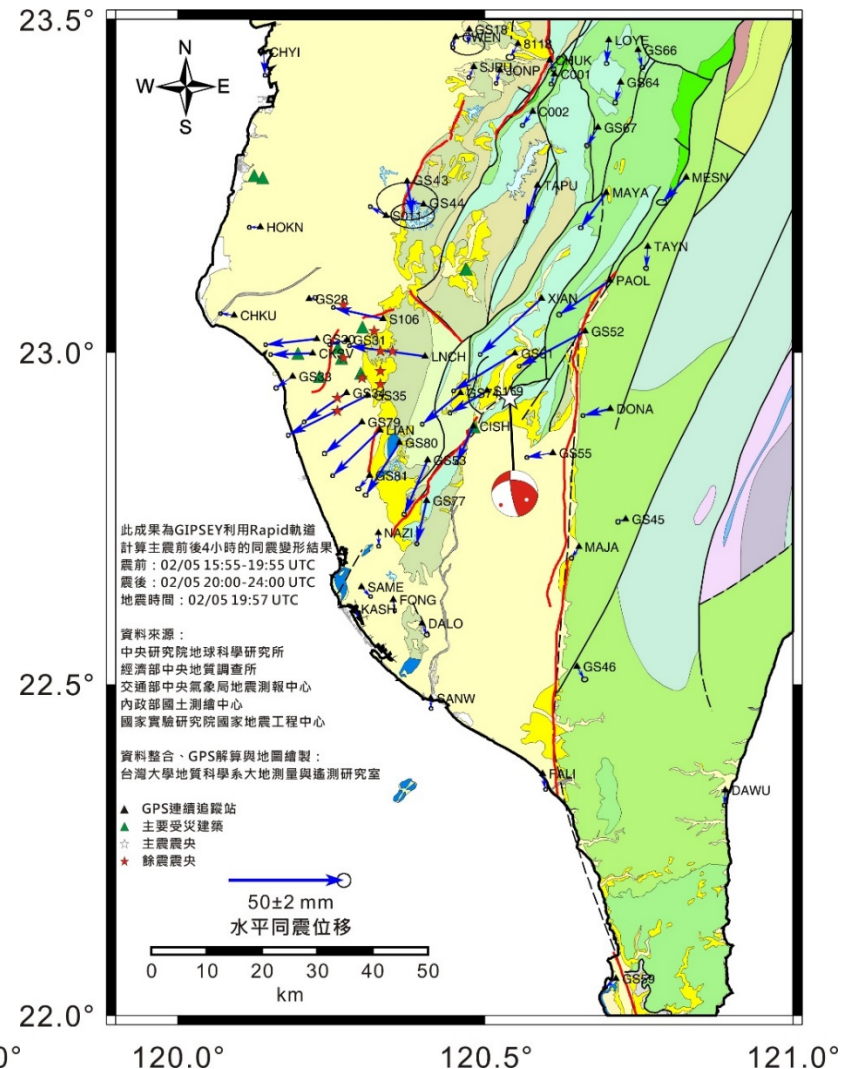 23.5°
23.0°
22.5°
22.0°
N
W
E
S
CHYI
GS18
GWEN
8118
SJPU
JONP
CHUK
C001
LOYE
GS66
GS64
C002
GS67
GS43
GS44
S011
TAPU
MAYA
MESN
HOKN
TAYN
PAOL
GS28
CHKU
S106
XIAN
GS52
GS31
LNCH
GS61
GS33
GS34
GS35
S169
DONA
GS79
GS80
CISH
GS53
GS55
GS81
GS77
GS45
NAZI
MAJA
SAME
FONG
KASH
DALO
GS46
SANW
FALI
DAWU
GS59
此成果為GIPSEY利用Rapid軌道
計算主震前後4小時的同震變形結果
震前：02/05 15:55-19:55 UTC
震後：02/05 20:00-24:00 UTC
地震時間：02/05 19:57 UTC
資料來源：
中央研究院地球科學研究所
經濟部中央地質調查所
交通部中央氣象局地震測報中心
內政部國土測繪中心
國家實驗研究院國家地震工程中心
資料整合、GPS解算與地圖繪製：
台灣大學地質科學系大地測量與遙測研究室
GPS連續追蹤站
主要受災建築
主震震央
餘震震央
50±2 mm
水平同震位移
0 10 20 30 40 50
km
0°
120.0°
120.5°
121.0°